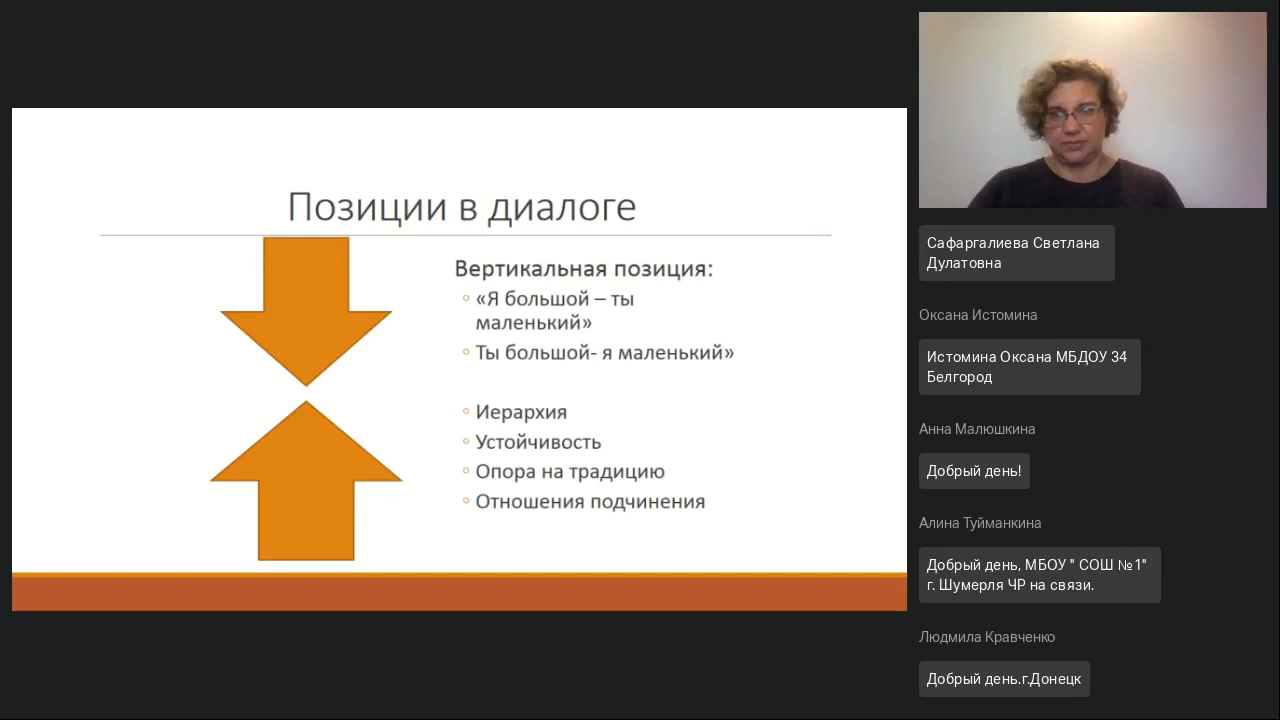 Позиции в диалоге
Вертикальная позиция:
◦ «Я большой – ты
маленький»
◦ Ты большой- я маленький»
◦ Иерархия
◦ Устойчивость
◦ Опора на традицию
◦ Отношения подчинения
Сафаргалиева Светлана
Дулатовна
Оксана Истомина
Истомина Оксана МБДОУ 34
Белгород
Анна Малюшкина
Добрый день!
Алина Туйманкина
Добрый день, МБОУ " СОШ №1"
г. Шумерля ЧР на связи.
Людмила Кравченко
Добрый день.г.Донецк